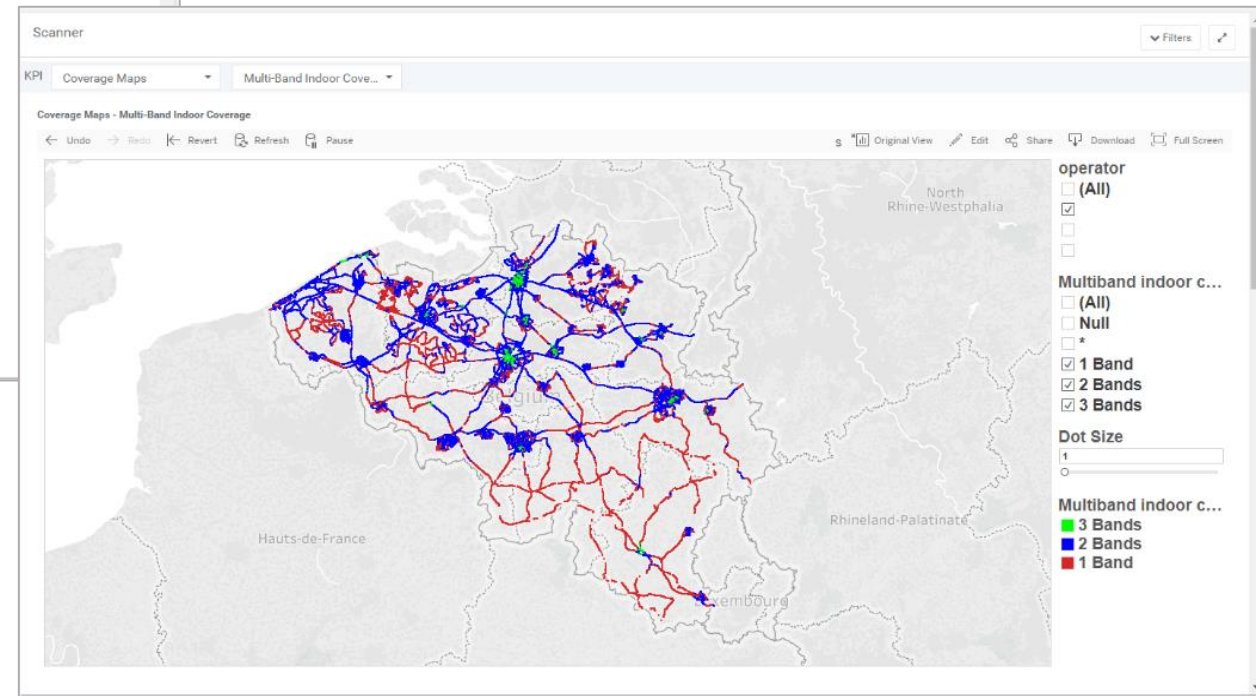 Scanner
Filters
KPI Coverage Maps Multi-Band Indoor Cove...
Coverage Maps - Multi-Band Indoor Coverage
Undo Redo Revert Refresh Pause s Original View Edit Share Download Full Screen
operator
(All)
Multiband indoor c...
(All)
Null
*
1 Band
2 Bands
3 Bands
Dot Size
1
Multiband indoor c...
3 Bands
2 Bands
1 Band
North
Rhine-Westphalia
Belgium
Hauts-de-France
Rhineland-Palatinate
Luxembourg